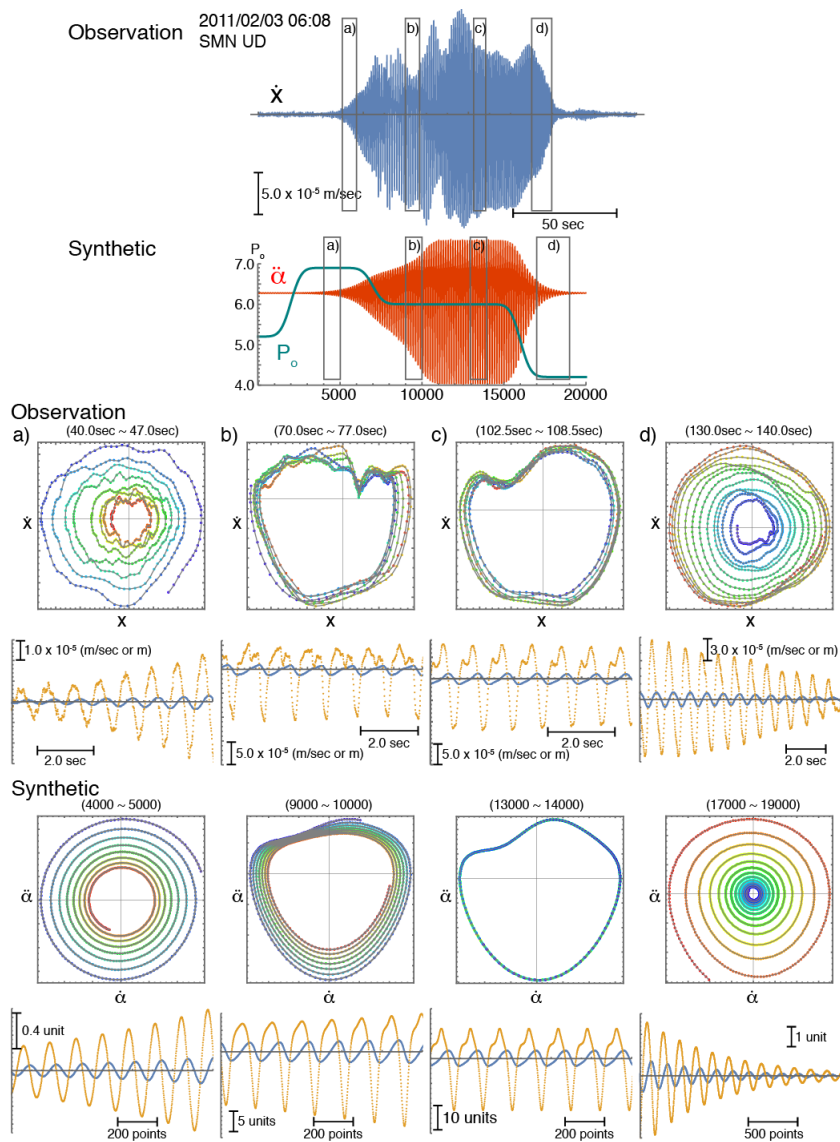 Observation 2011/02/03 06:08
SMN UD
a) b) c) d)
ẋ
5.0 x 10⁻⁵ m/sec
50 sec
Synthetic
Pₒ
a) b) c) d)
7.0
α̈
6.0
5.0
Pₒ
4.0
5000 10000 15000 20000
Observation
a) (40.0sec ~ 47.0sec) b) (70.0sec ~ 77.0sec) c) (102.5sec ~ 108.5sec) d) (130.0sec ~ 140.0sec)
ẋ ẋ ẋ ẋ
x x x x
1.0 x 10⁻⁵ (m/sec or m) 3.0 x 10⁻⁵ (m/sec or m)
2.0 sec 2.0 sec 2.0 sec 2.0 sec
5.0 x 10⁻⁵ (m/sec or m) 5.0 x 10⁻⁵ (m/sec or m)
Synthetic
(4000 ~ 5000) (9000 ~ 10000) (13000 ~ 14000) (17000 ~ 19000)
α̈ α̈ α̈ α̈
α̇ α̇ α̇ α̇
0.4 unit 1 unit
5 units 10 units
200 points 200 points 200 points 500 points